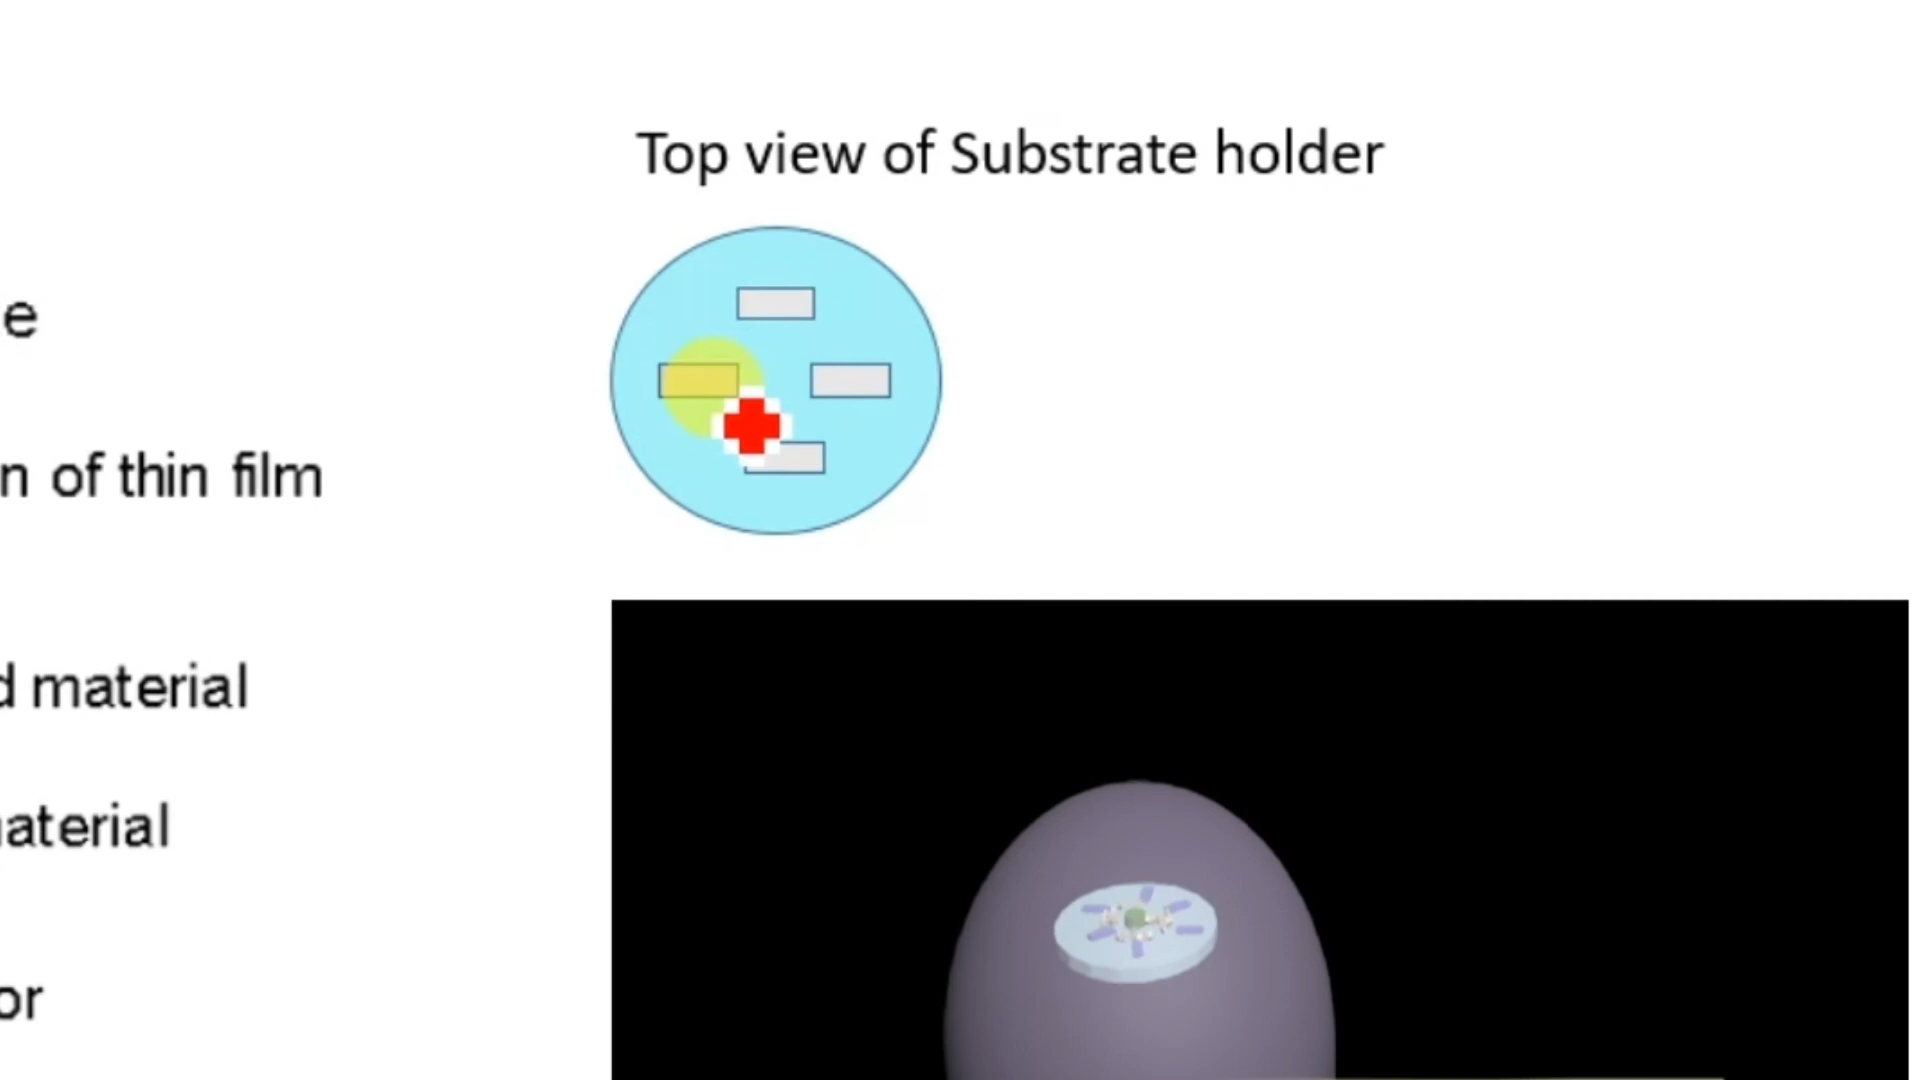 Top view of Substrate holder
e
n of thin film
d material
aterial
or